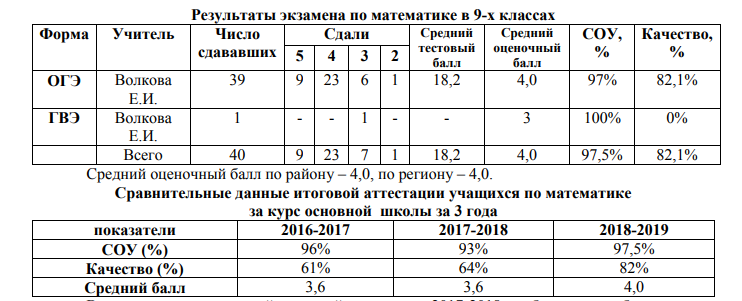 Результаты экзамена по математике в 9-х классах
Форма Учитель Число сдававших Сдали Средний тестовый балл Средний оценочный балл СОУ, % Качество, %
5 4 3 2
ОГЭ Волкова Е.И. 39 9 23 6 1 18,2 4,0 97% 82,1%
ГВЭ Волкова Е.И. 1 - - 1 - - 3 100% 0%
Всего 40 9 23 7 1 18,2 4,0 97,5% 82,1%
Средний оценочный балл по району – 4,0, по региону – 4,0.
Сравнительные данные итоговой аттестации учащихся по математике
за курс основной школы за 3 года
показатели 2016-2017 2017-2018 2018-2019
СОУ (%) 96% 93% 97,5%
Качество (%) 61% 64% 82%
Средний балл 3,6 3,6 4,0